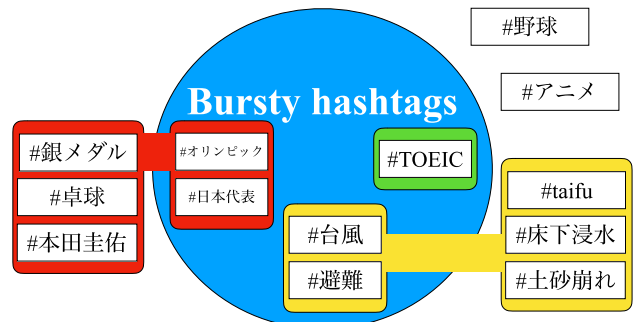 #野球
#アニメ
Bursty hashtags
#銀メダル
#卓球
#本田圭佑
#オリンピック
#日本代表
#TOEIC
#台風
#避難
#taifu
#床下浸水
#土砂崩れ